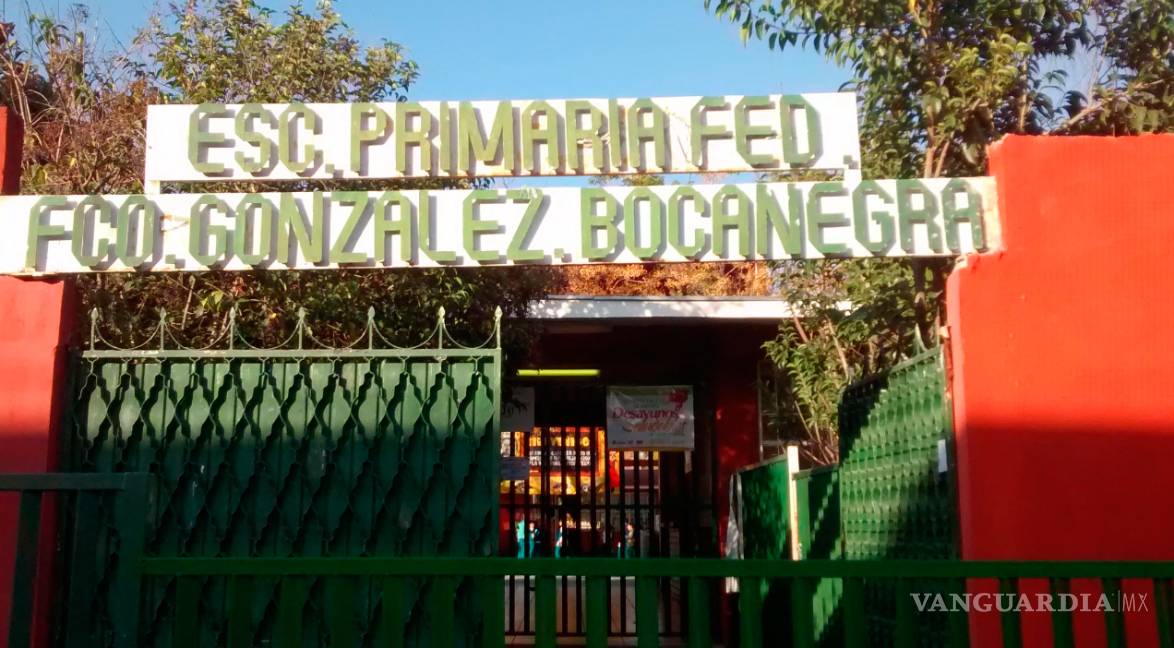 ESC. PRIMARIA FED.
FCO. GONZALEZ. BOCANEGRA
Desayunos
VANGUARDIA|MX